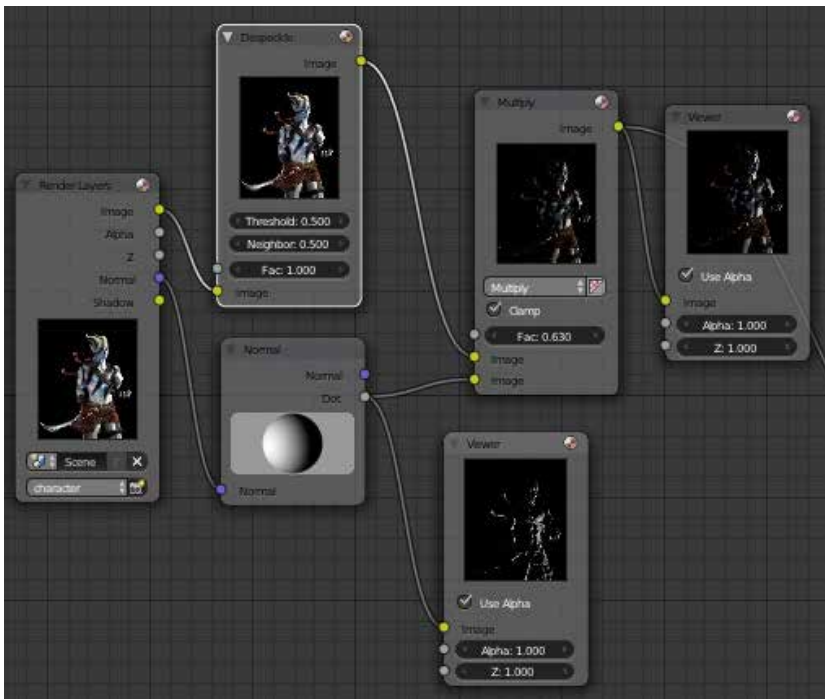 Render Layers
Image
Alpha
Z
Normal
Shadow
Scene
character
Despeckle
Image
Threshold: 0.500
Neighbor: 0.500
Fac: 1.000
Image
Normal
Normal
Dot
Normal
Multiply
Image
Multiply
Clamp
Fac: 0.630
Image
Image
Viewer
Use Alpha
Image
Alpha: 1.000
Z: 1.000
Viewer
Use Alpha
Image
Alpha: 1.000
Z: 1.000